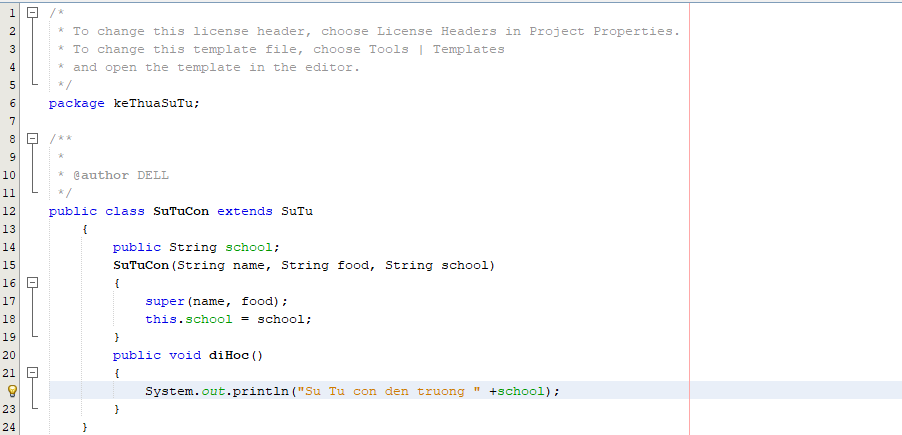 1 /*
2 * To change this license header, choose License Headers in Project Properties.
3 * To change this template file, choose Tools | Templates
4 * and open the template in the editor.
5 */
6 package keThuaSuTu;
7
8 /**
9 *
10 * @author DELL
11 */
12 public class SuTuCon extends SuTu
13 {
14 public String school;
15 SuTuCon(String name, String food, String school)
16 {
17 super(name, food);
18 this.school = school;
19 }
20 public void diHoc()
21 {
System.out.println("Su Tu con den truong " +school);
23 }
24 }